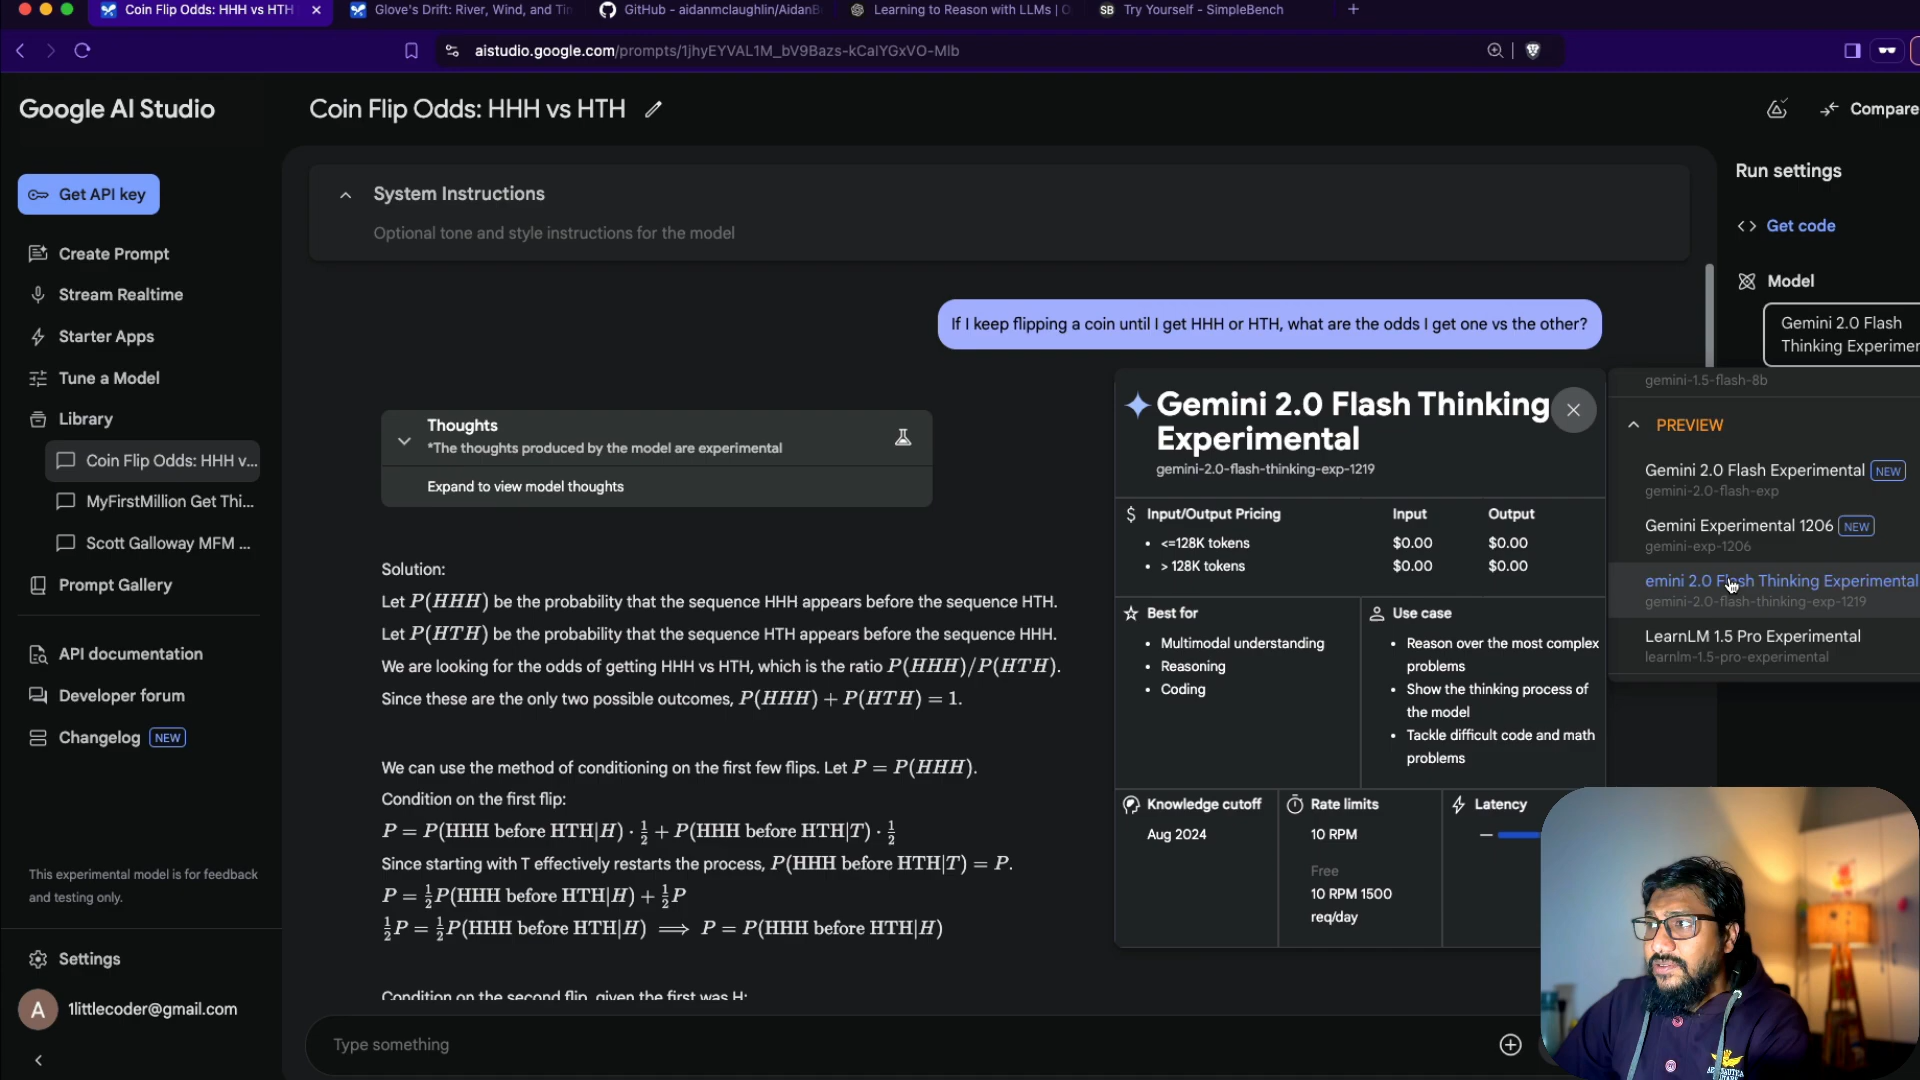 Coin Flip Odds: HHH vs HTH
Glove's Drift: River, Wind, and Tin
GitHub - aidanmclaughlin/AidanB
Learning to Reason with LLMs | O
SB Try Yourself - SimpleBench
aistudio.google.com/prompts/1jhyEYVAL1M_bV9Bazs-kCalYGxVO-Mlb
Google AI Studio
Coin Flip Odds: HHH vs HTH
Compare
Get API key
Create Prompt
Stream Realtime
Starter Apps
Tune a Model
Library
Coin Flip Odds: HHH v...
MyFirstMillion Get Thi...
Scott Galloway MFM ...
Prompt Gallery
API documentation
Developer forum
Changelog NEW
This experimental model is for feedback
and testing only.
Settings
A 1littlecoder@gmail.com
System Instructions
Optional tone and style instructions for the model
If I keep flipping a coin until I get HHH or HTH, what are the odds I get one vs the other?
Thoughts
*The thoughts produced by the model are experimental
Expand to view model thoughts
Solution:
Let P(HHH) be the probability that the sequence HHH appears before the sequence HTH.
Let P(HTH) be the probability that the sequence HTH appears before the sequence HHH.
We are looking for the odds of getting HHH vs HTH, which is the ratio P(HHH)/P(HTH).
Since these are the only two possible outcomes, P(HHH) + P(HTH) = 1.
We can use the method of conditioning on the first few flips. Let P = P(HHH).
Condition on the first flip:
P = P(HHH before HTH|H) · 1/2 + P(HHH before HTH|T) · 1/2
Since starting with T effectively restarts the process, P(HHH before HTH|T) = P.
P = 1/2 P(HHH before HTH|H) + 1/2 P
1/2 P = 1/2 P(HHH before HTH|H) ⟹ P = P(HHH before HTH|H)
Condition on the second flip, given the first was H:
Type something
Gemini 2.0 Flash Thinking
Experimental
gemini-2.0-flash-thinking-exp-1219
Input/Output Pricing Input Output
• <=128K tokens $0.00 $0.00
• > 128K tokens $0.00 $0.00
Best for
• Multimodal understanding
• Reasoning
• Coding
Use case
• Reason over the most complex
problems
• Show the thinking process of
the model
• Tackle difficult code and math
problems
Knowledge cutoff
Aug 2024
Rate limits
10 RPM
Free
10 RPM 1500
req/day
Latency
Run settings
Get code
Model
Gemini 2.0 Flash
Thinking Experimen
gemini-1.5-flash-8b
PREVIEW
Gemini 2.0 Flash Experimental NEW
gemini-2.0-flash-exp
Gemini Experimental 1206 NEW
gemini-exp-1206
emini 2.0 Flash Thinking Experimental
gemini-2.0-flash-thinking-exp-1219
LearnLM 1.5 Pro Experimental
learnlm-1.5-pro-experimental